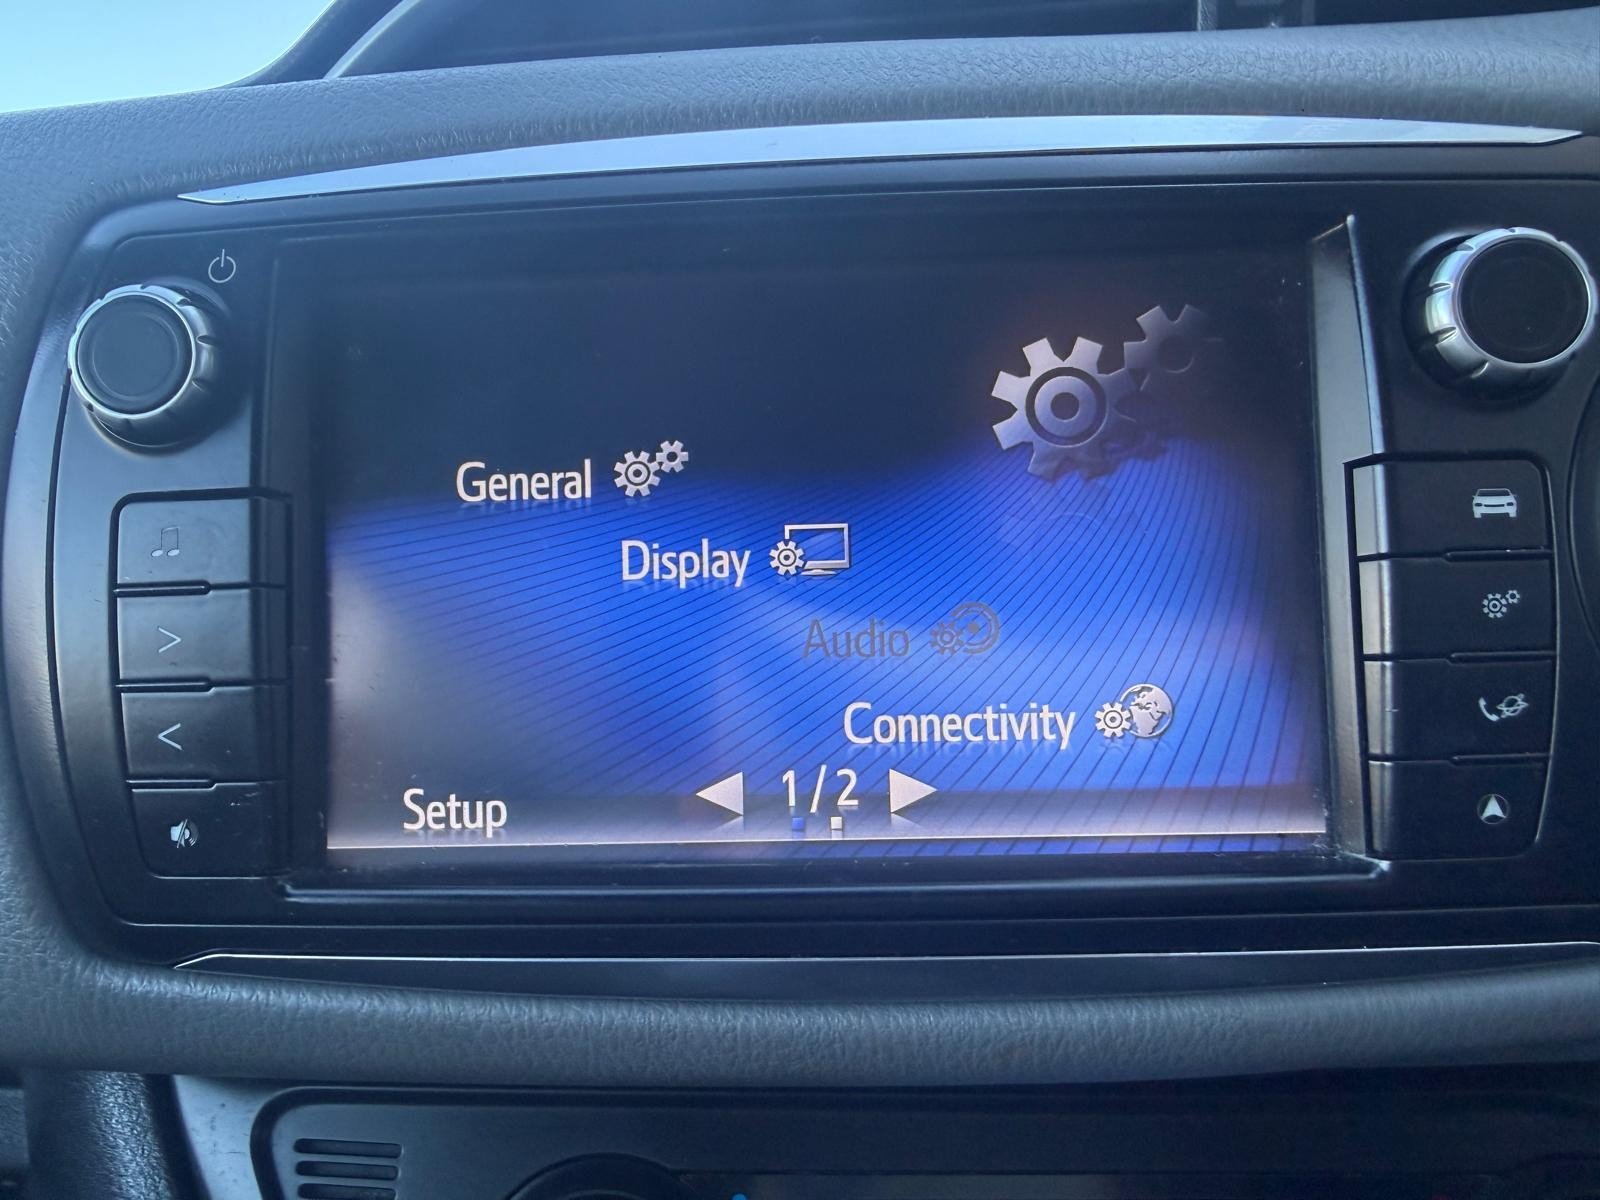 General
Display
Audio
Connectivity
Setup
1/2